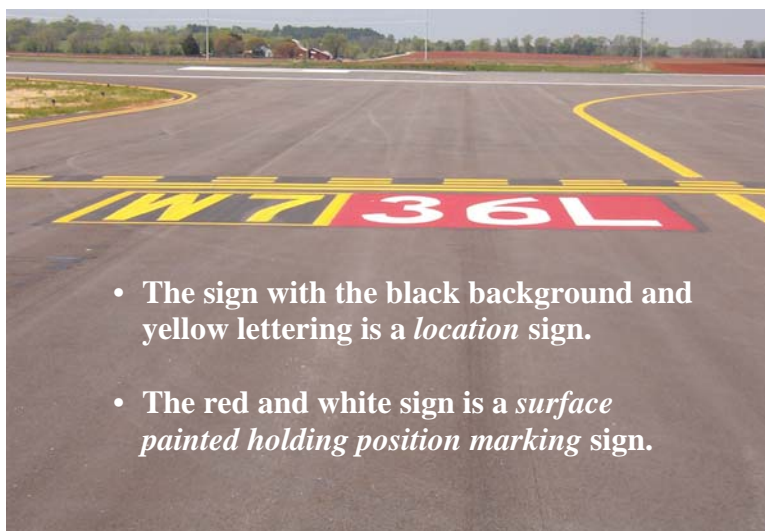 W7 36L
• The sign with the black background and
yellow lettering is a location sign.
• The red and white sign is a surface
painted holding position marking sign.